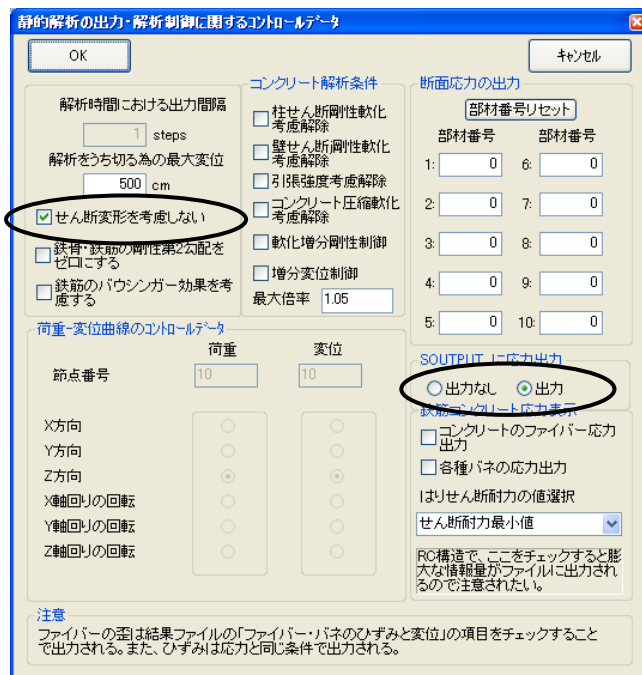 静的解析の出力・解析制御に関するコントロールデータ
OK
キャンセル
解析時間における出力間隔
1 steps
解析をうち切る為の最大変位
500 cm
せん断変形を考慮しない
鉄骨・鉄筋の剛性第2勾配を
ゼロにする
鉄筋のバウシンガー効果を考
慮する
コンクリート解析条件
柱せん断剛性軟化
考慮解除
壁せん断剛性軟化
考慮解除
引張強度考慮解除
コンクリート圧縮軟化
考慮解除
軟化増分剛性制御
増分変位制御
最大倍率 1.05
断面応力の出力
部材番号リセット
部材番号 部材番号
1: 0 6: 0
2: 0 7: 0
3: 0 8: 0
4: 0 9: 0
5: 0 10: 0
荷重-変位曲線のコントロールデータ
荷重 変位
節点番号 10 10
X方向
Y方向
Z方向
X軸回りの回転
Y軸回りの回転
Z軸回りの回転
SOUTPUT に応力出力
出力なし 出力
鉄筋コンクリート応力表示
コンクリートのファイバー応力
出力
各種バネの応力出力
はりせん断耐力の値選択
せん断耐力最小値
RC構造で、ここをチェックすると膨
大な情報量がファイルに出力され
るので注意されたい。
注意
ファイバーの歪は結果ファイルの「ファイバー・バネのひずみと変位」の項目をチェックすること
で出力される。また、ひずみは応力と同じ条件で出力される。